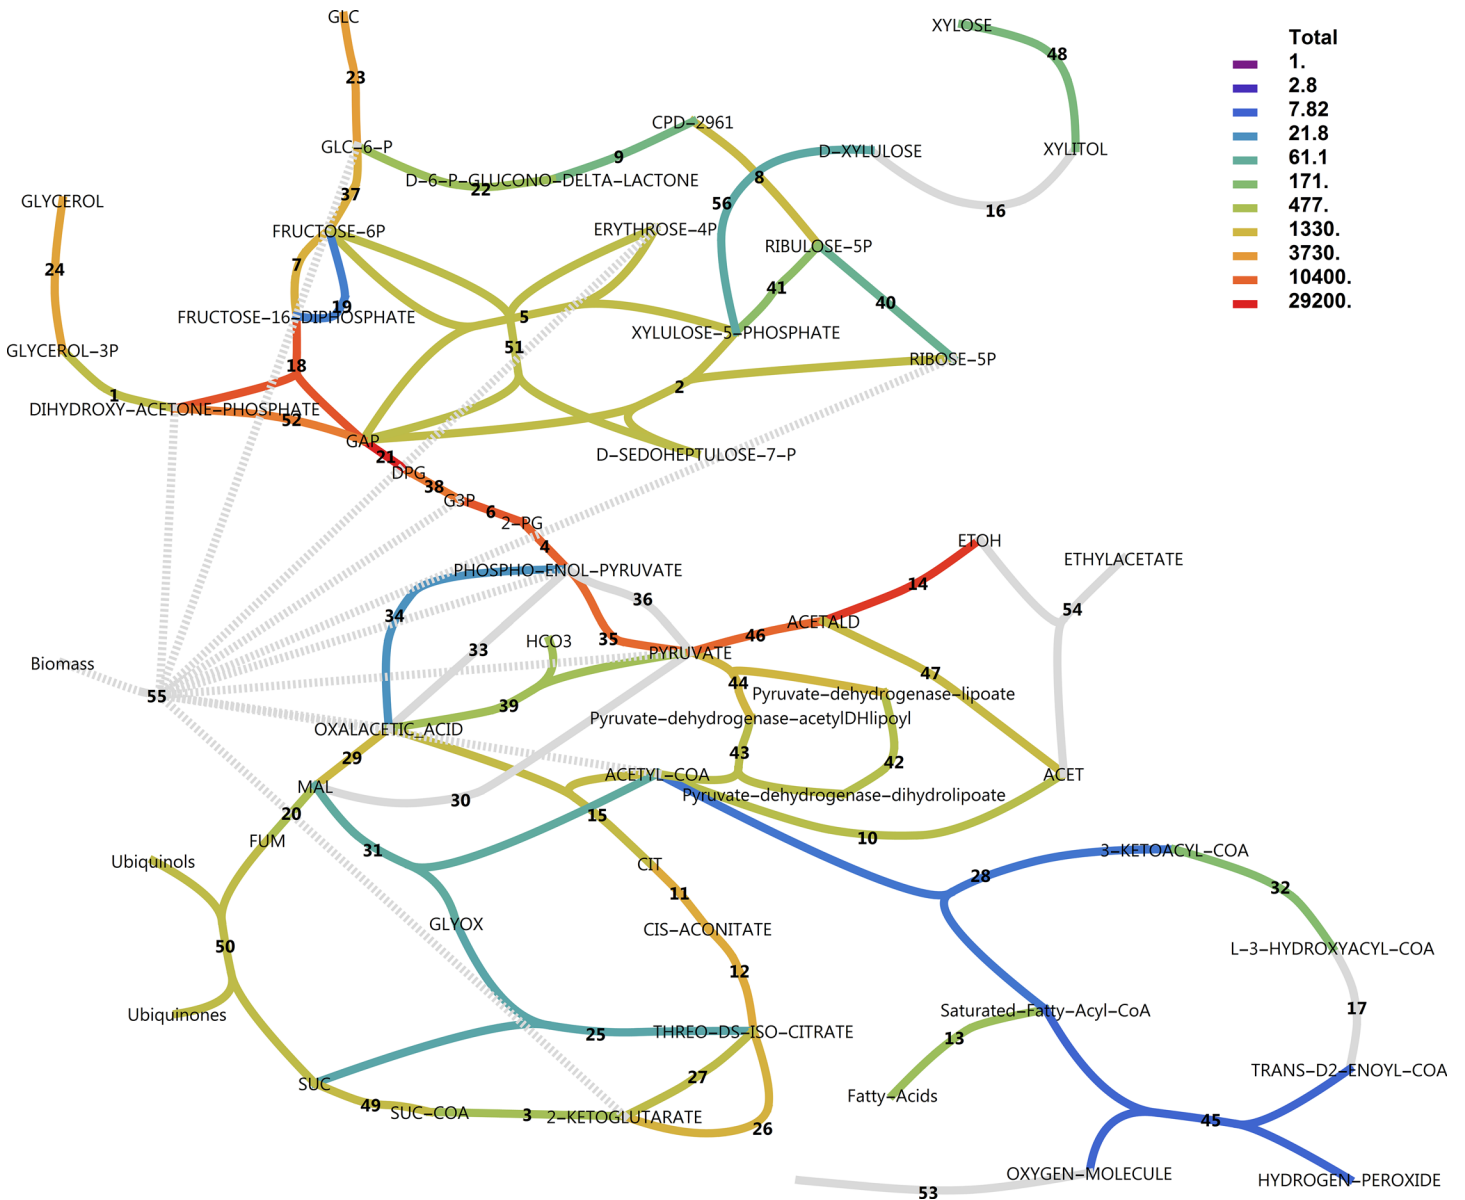 GLC
XYLOSE
Total
48
1.
23
2.8
7.82
CPD-2961
21.8
GLC-6-P
9
D-XYLULOSE
XYLITOL
61.1
D-6-P-GLUCONO-DELTA-LACTONE
8
171.
22
37
GLYCEROL
56
16
477.
FRUCTOSE-6P
ERYTHROSE-4P
1330.
RIBULOSE-5P
3730.
7
24
10400.
41
29200.
19
40
FRUCTOSE-16-DIPHOSPHATE
5
XYLULOSE-5-PHOSPHATE
GLYCEROL-3P
51
RIBOSE-5P
18
2
1
DIHYDROXY-ACETONE-PHOSPHATE
52
GAP
21
D-SEDOHEPTULOSE-7-P
DPG
38
G3P
6
2-PG
4
ETOH
ETHYLACETATE
PHOSPHO-ENOL-PYRUVATE
14
36
34
54
ACETALD
35
46
HCO3
33
PYRUVATE
Biomass
47
44
55
Pyruvate-dehydrogenase-lipoate
39
Pyruvate-dehydrogenase-acetylDHlipoyl
OXALACETIC_ACID
29
43
42
ACETYL-COA
ACET
MAL
30
Pyruvate-dehydrogenase-dihydrolipoate
20
15
FUM
10
31
3-KETOACYL-COA
Ubiquinols
CIT
28
32
11
GLYOX
CIS-ACONITATE
50
L-3-HYDROXYACYL-COA
12
Ubiquinones
Saturated-Fatty-Acyl-CoA
17
25
THREO-DS-ISO-CITRATE
13
27
TRANS-D2-ENOYL-COA
SUC
49
SUC-COA
3
2-KETOGLUTARATE
Fatty-Acids
26
45
OXYGEN-MOLECULE
HYDROGEN-PEROXIDE
53